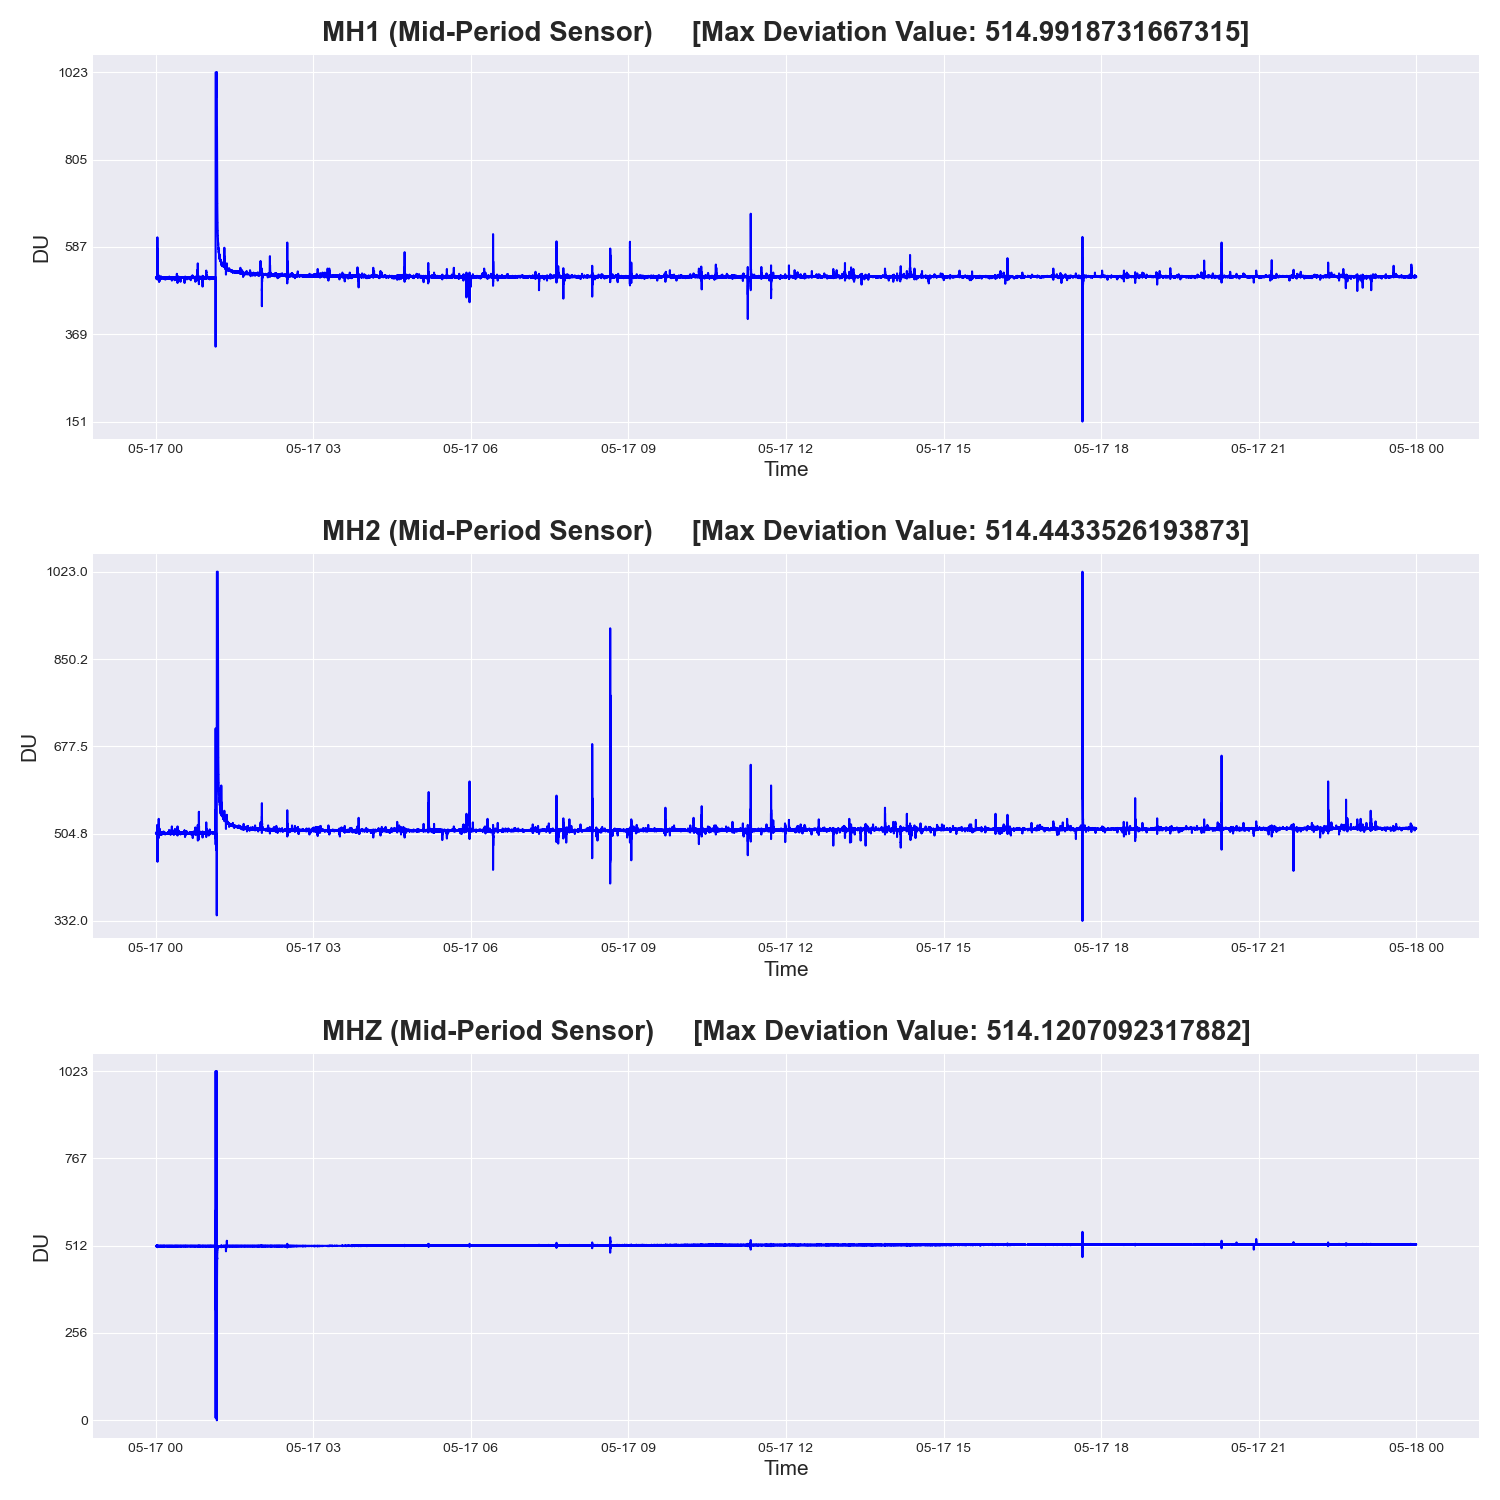 MH1 (Mid-Period Sensor) [Max Deviation Value: 514.9918731667315]
1023
805
587
369
151
DU
05-17 00 05-17 03 05-17 06 05-17 09 05-17 12 05-17 15 05-17 18 05-17 21 05-18 00
Time
MH2 (Mid-Period Sensor) [Max Deviation Value: 514.4433526193873]
1023.0
850.2
677.5
504.8
332.0
DU
05-17 00 05-17 03 05-17 06 05-17 09 05-17 12 05-17 15 05-17 18 05-17 21 05-18 00
Time
MHZ (Mid-Period Sensor) [Max Deviation Value: 514.1207092317882]
1023
767
512
256
0
DU
05-17 00 05-17 03 05-17 06 05-17 09 05-17 12 05-17 15 05-17 18 05-17 21 05-18 00
Time